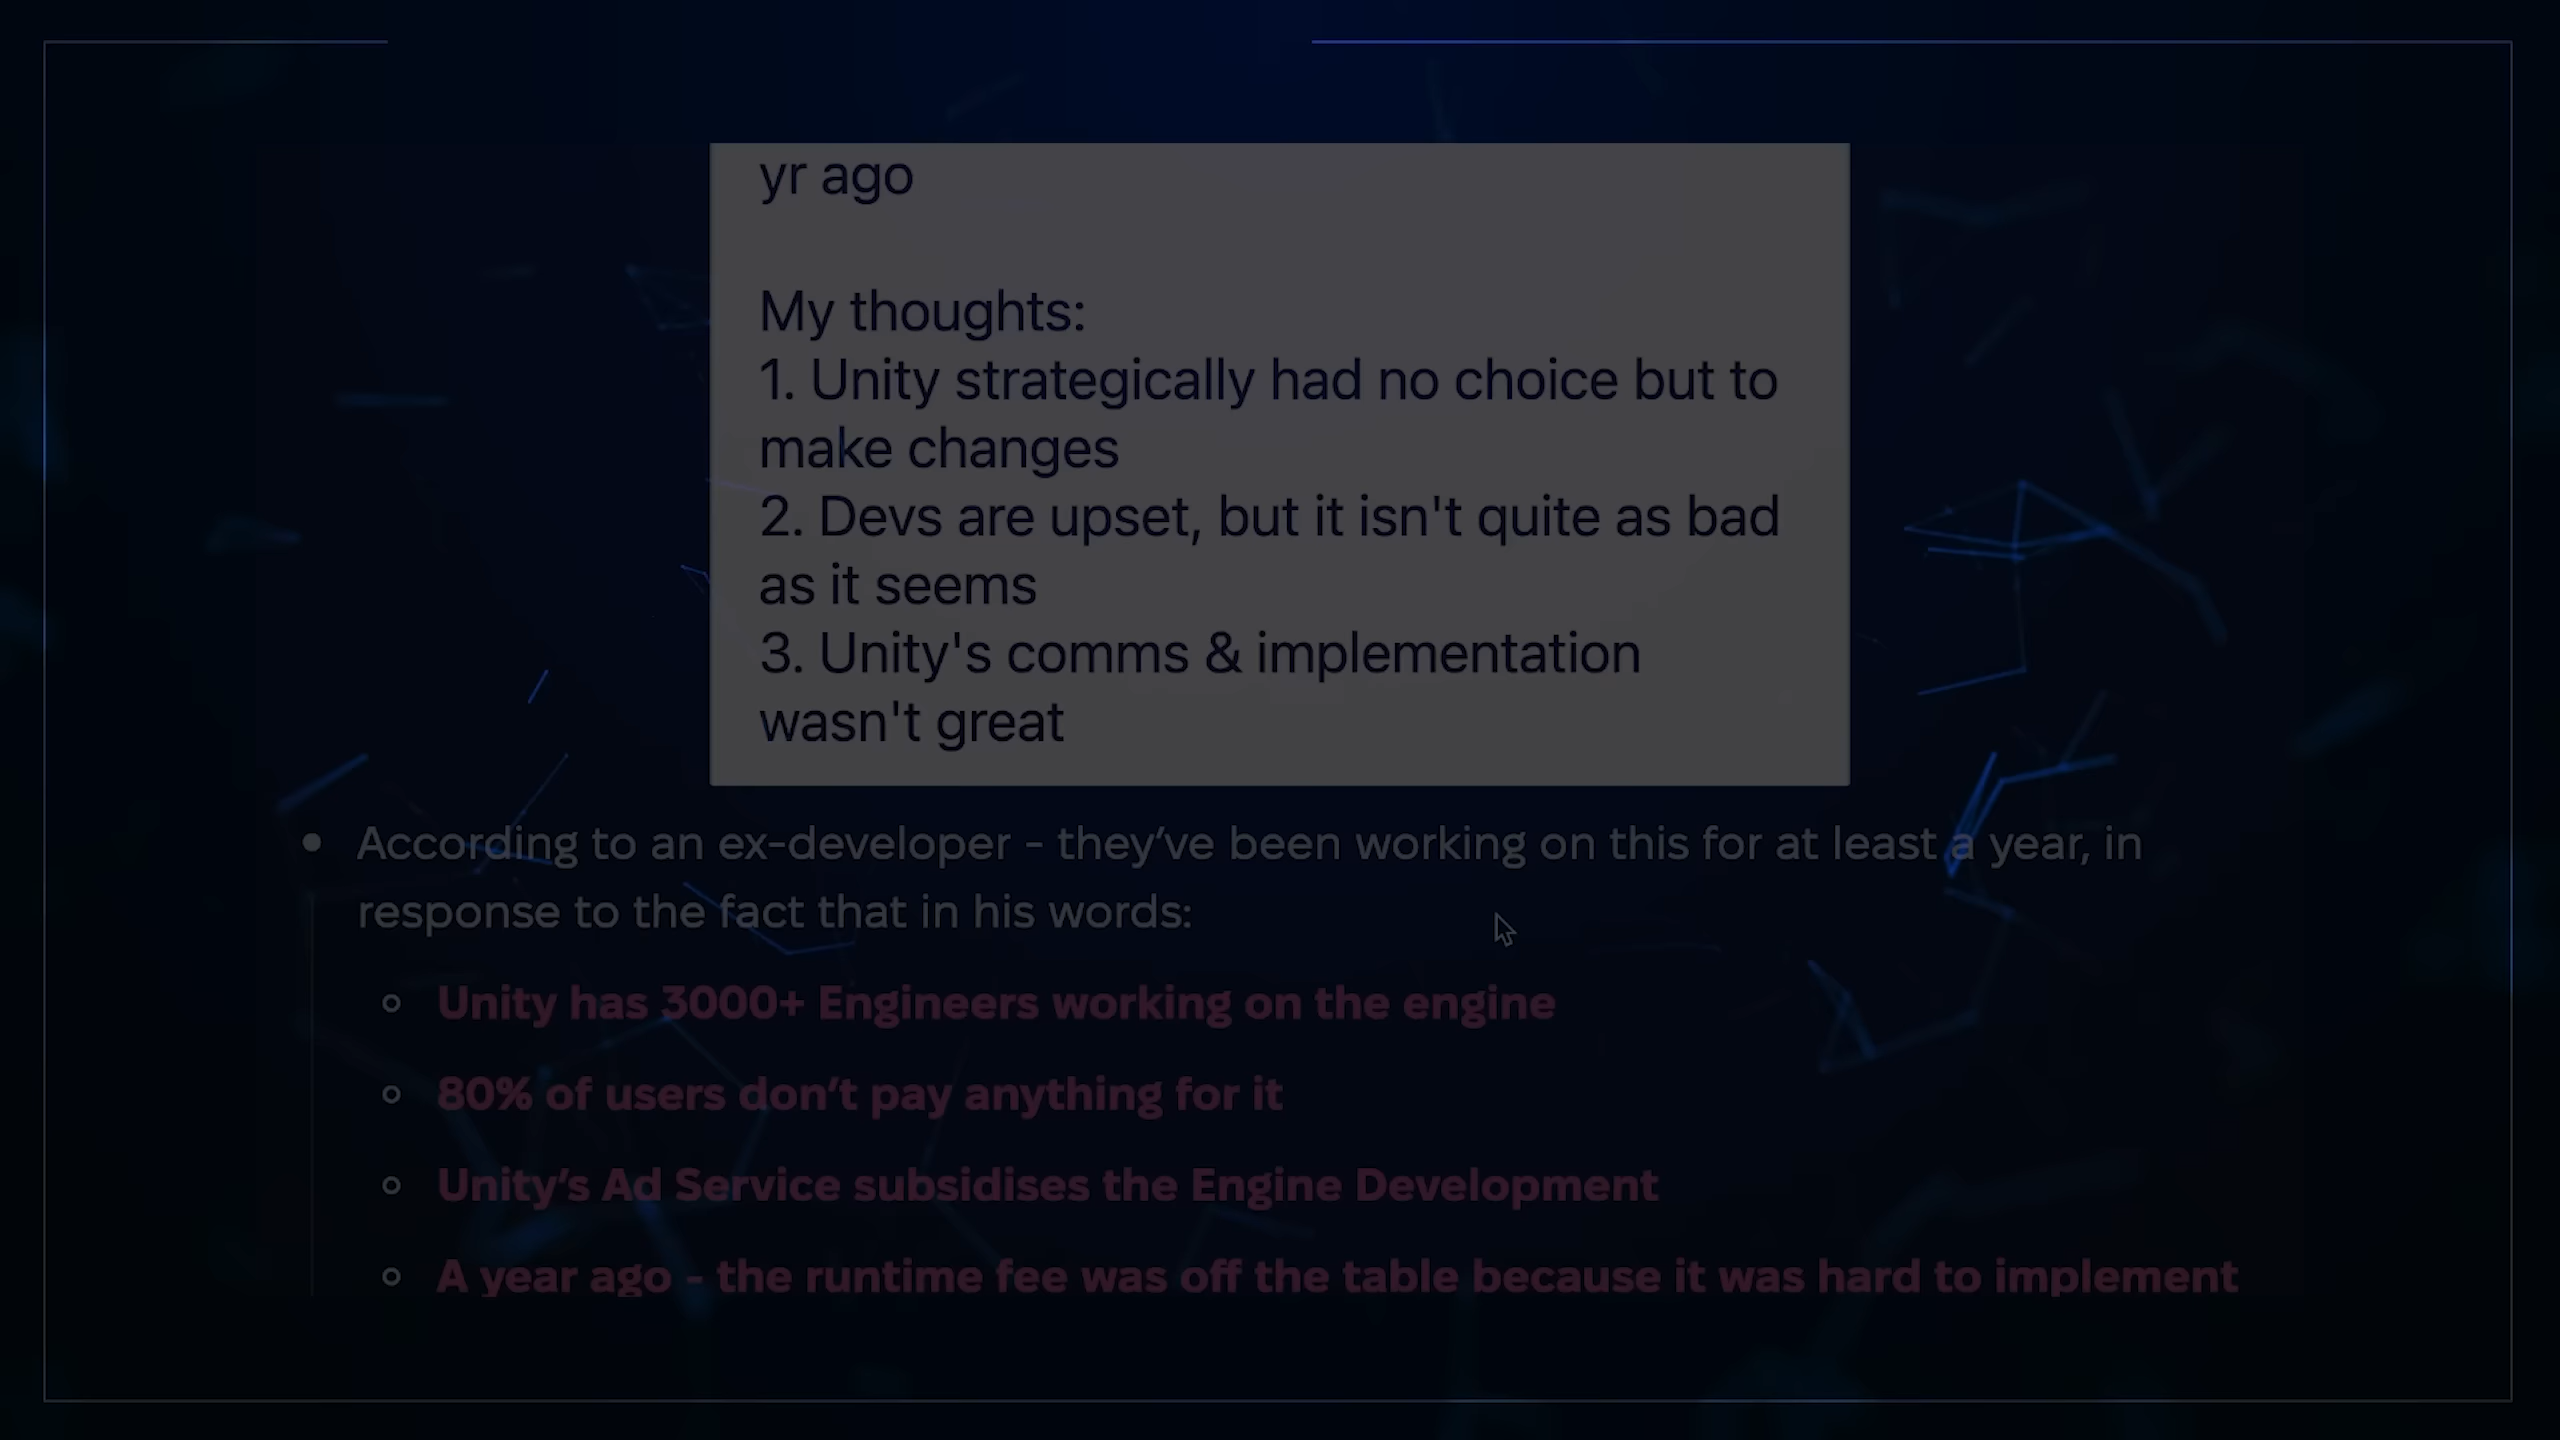 yr ago
My thoughts:
1. Unity strategically had no choice but to
make changes
2. Devs are upset, but it isn't quite as bad
as it seems
3. Unity's comms & implementation
wasn't great
• According to an ex-developer - they’ve been working on this for at least a year, in
response to the fact that in his words:
◦ Unity has 3000+ Engineers working on the engine
◦ 80% of users don’t pay anything for it
◦ Unity’s Ad Service subsidises the Engine Development
◦ A year ago - the runtime fee was off the table because it was hard to implement